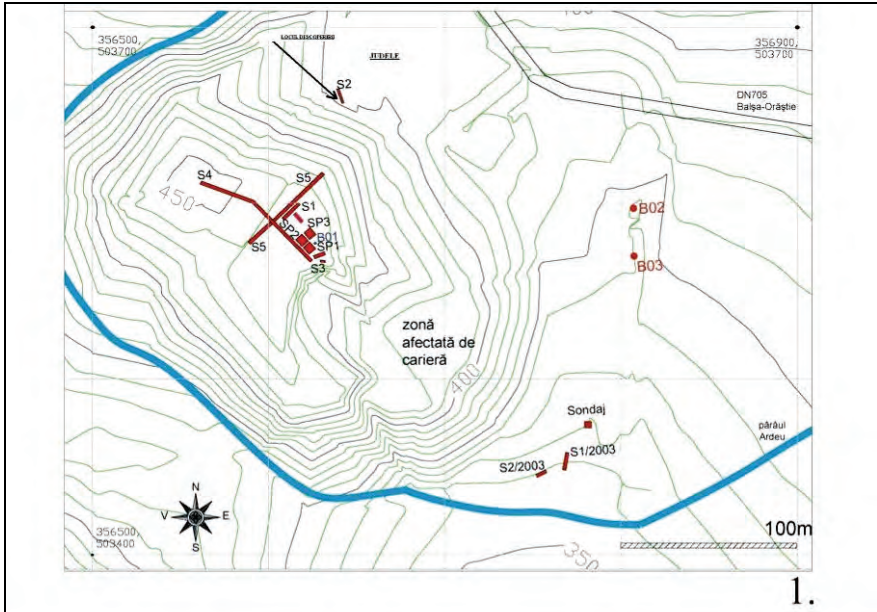 356500,
503700
LOCUL DESCOPERIRII
JUDELE
356900,
503700
S2
DN705
Balşa-Orăştie
S4
450
S5
S1
SP3
SP2
B01
SP1
S5
S3
B02
B03
zonă
afectată de
carieră
400
Sondaj
S1/2003
S2/2003
pârâul
Ardeu
N
V
E
S
356500,
503400
350
100m
1.